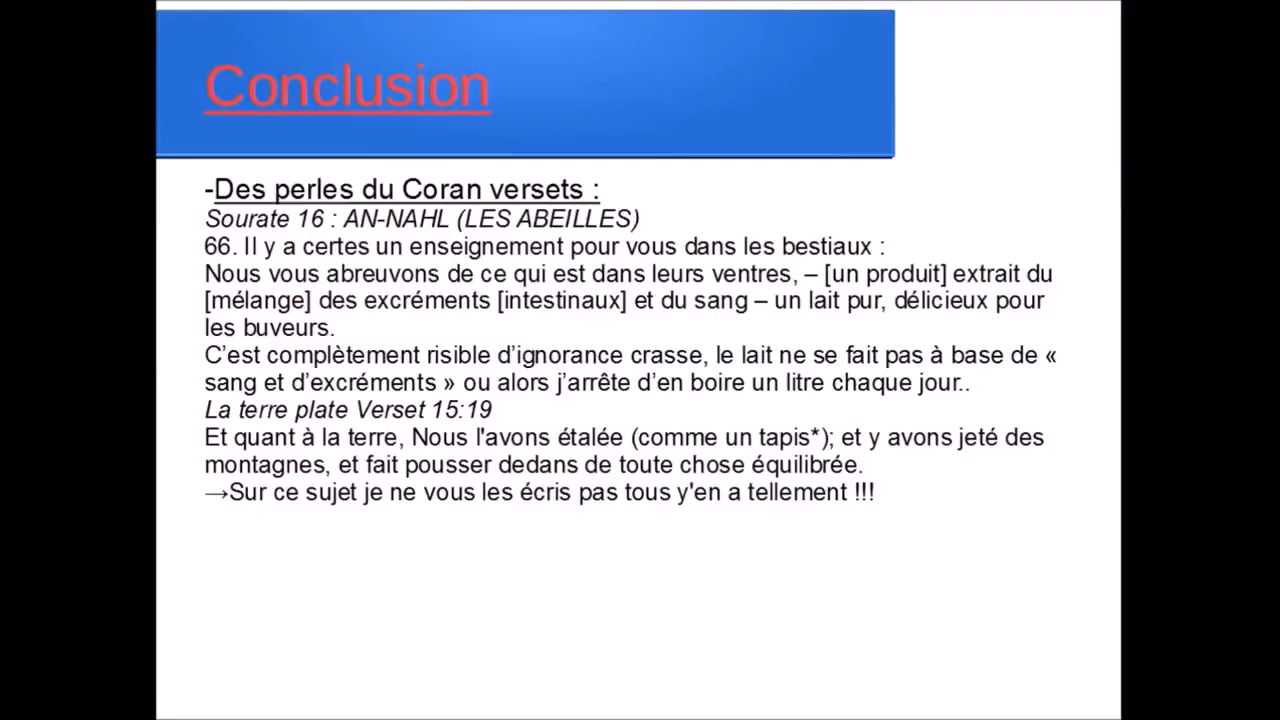 Conclusion
-Des perles du Coran versets :
Sourate 16 : AN-NAHL (LES ABEILLES)
66. Il y a certes un enseignement pour vous dans les bestiaux :
Nous vous abreuvons de ce qui est dans leurs ventres, – [un produit] extrait du
[mélange] des excréments [intestinaux] et du sang – un lait pur, délicieux pour
les buveurs.
C’est complètement risible d’ignorance crasse, le lait ne se fait pas à base de «
sang et d’excréments » ou alors j’arrête d’en boire un litre chaque jour..
La terre plate Verset 15:19
Et quant à la terre, Nous l'avons étalée (comme un tapis*); et y avons jeté des
montagnes, et fait pousser dedans de toute chose équilibrée.
→Sur ce sujet je ne vous les écris pas tous y'en a tellement !!!